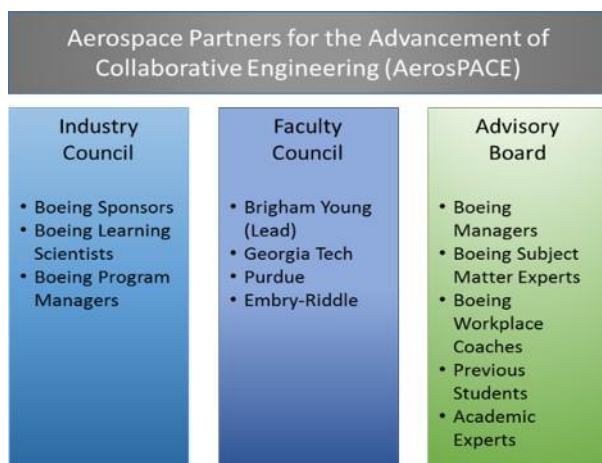 Aerospace Partners for the Advancement of
Collaborative Engineering (AerosPACE)
Industry
Council
• Boeing Sponsors
• Boeing Learning
Scientists
• Boeing Program
Managers
Faculty
Council
• Brigham Young
(Lead)
• Georgia Tech
• Purdue
• Embry-Riddle
Advisory
Board
• Boeing
Managers
• Boeing Subject
Matter Experts
• Boeing
Workplace
Coaches
• Previous
Students
• Academic
Experts